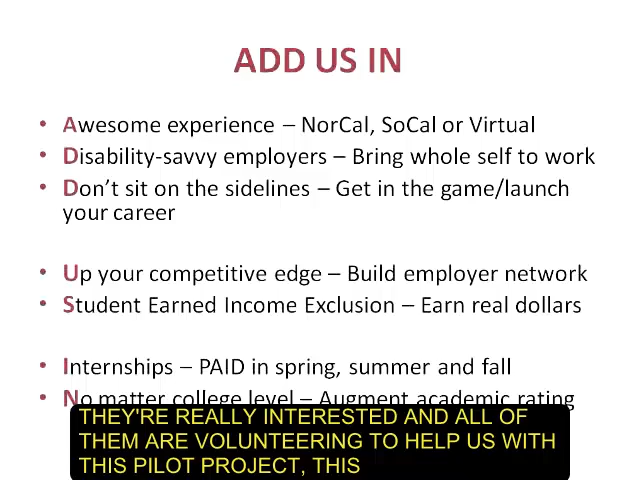 ADD US IN
• Awesome experience – NorCal, SoCal or Virtual
• Disability-savvy employers – Bring whole self to work
• Don't sit on the sidelines – Get in the game/launch
your career
• Up your competitive edge – Build employer network
• Student Earned Income Exclusion – Earn real dollars
• Internships – PAID in spring, summer and fall
• No matter college level – Augment academic rating
THEY'RE REALLY INTERESTED AND ALL OF
THEM ARE VOLUNTEERING TO HELP US WITH
THIS PILOT PROJECT, THIS